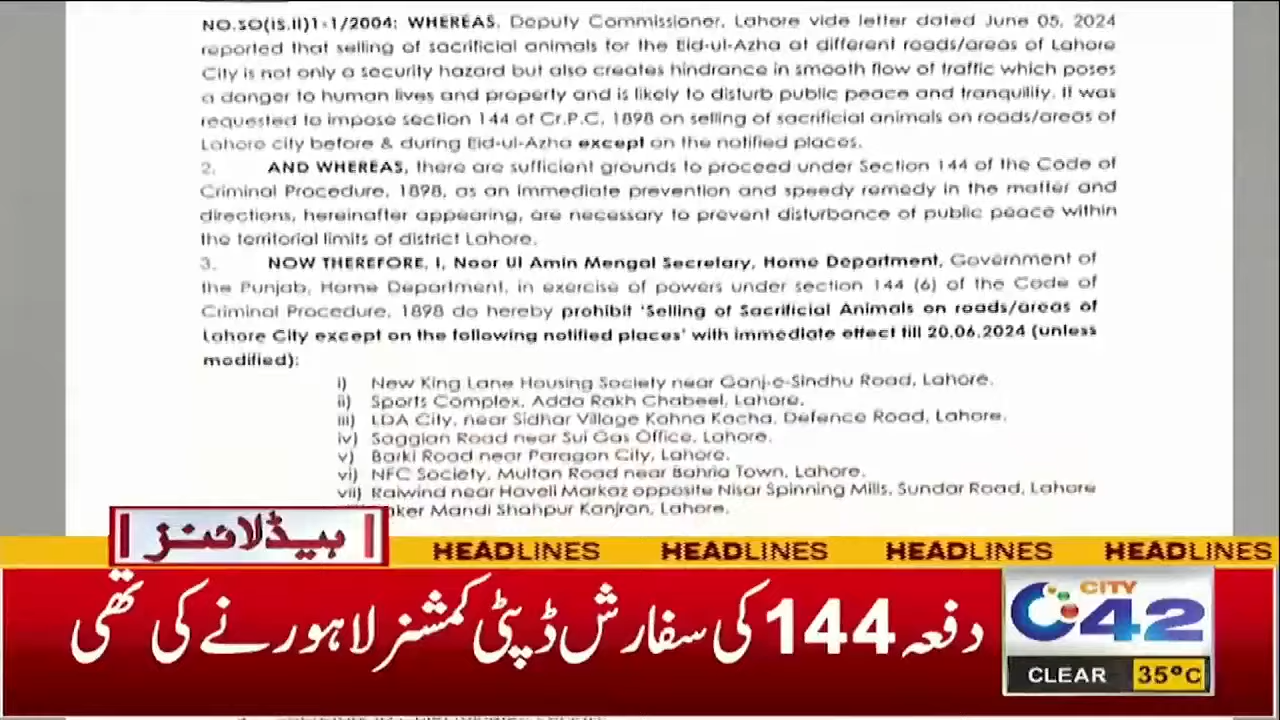 NO.SO(IS.II)1-1/2004: WHEREAS, Deputy Commissioner, Lahore vide letter dated June 05, 2024
reported that selling of sacrificial animals for the Eid-ul-Azha at different roads/areas of Lahore
City is not only a security hazard but also creates hindrance in smooth flow of traffic which poses
a danger to human lives and property and is likely to disturb public peace and tranquility. It was
requested to impose section 144 of Cr.P.C, 1898 on selling of sacrificial animals on roads/areas of
Lahore city before & during Eid-ul-Azha except on the notified places.
2. AND WHEREAS, there are sufficient grounds to proceed under Section 144 of the Code of
Criminal Procedure, 1898, as an immediate prevention and speedy remedy in the matter and
directions, hereinafter appearing, are necessary to prevent disturbance of public peace within
the territorial limits of district Lahore.
3. NOW THEREFORE, I, Noor Ul Amin Mengal Secretary, Home Department, Government of
the Punjab, Home Department, in exercise of powers under section 144 (6) of the Code of
Criminal Procedure, 1898 do hereby prohibit 'Selling of Sacrificial Animals on roads/areas of
Lahore City except on the following notified places' with immediate effect till 20.06.2024 (unless
modified):
i) New King Lane Housing Society near Ganj-e-Sindhu Road, Lahore.
ii) Sports Complex, Adda Rakh Chabeel, Lahore.
iii) LDA City, near Sidhar Village Kahna Kacha, Defence Road, Lahore.
iv) Saggian Road near Sui Gas Office, Lahore.
v) Barki Road near Paragon City, Lahore.
vi) NFC Society, Multan Road near Bahria Town, Lahore.
vii) Raiwind near Haveli Markaz opposite Nisar Spinning Mills, Sundar Road, Lahore
Mandi Shahpur Kanjran, Lahore.
ہیڈلائنز
HEADLINES HEADLINES HEADLINES HEADLINES
دفعہ 144 کی سفارش ڈپٹی کمشنر لاہور نے کی تھی
CITY
42
CLEAR 35°C